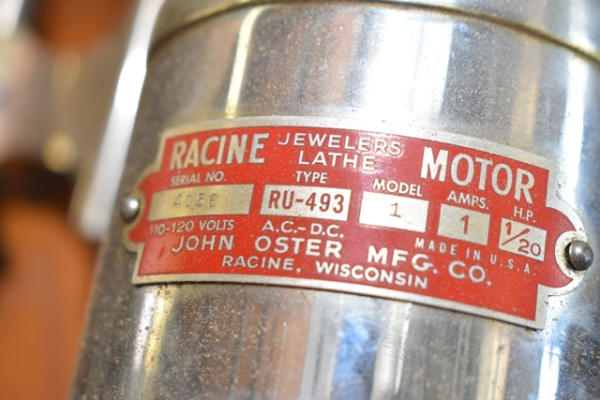 RACINE JEWELERS LATHE MOTOR
SERIAL NO. TYPE MODEL AMPS. H.P.
RU-493 1 1 1/20
110-120 VOLTS A.C.-D.C. MADE IN U.S.A.
JOHN OSTER MFG. CO.
RACINE, WISCONSIN